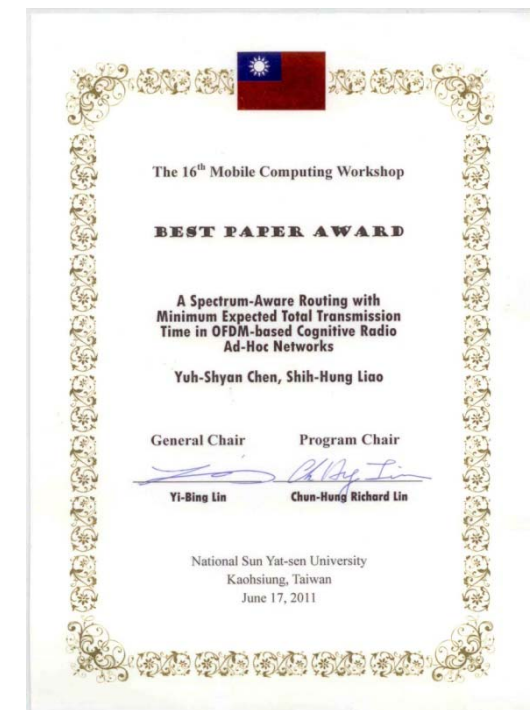 The 16th Mobile Computing Workshop
BEST PAPER AWARD
A Spectrum-Aware Routing with
Minimum Expected Total Transmission
Time in OFDM-based Cognitive Radio
Ad-Hoc Networks
Yuh-Shyan Chen, Shih-Hung Liao
General Chair Program Chair
Yi-Bing Lin Chun-Hung Richard Lin
National Sun Yat-sen University
Kaohsiung, Taiwan
June 17, 2011